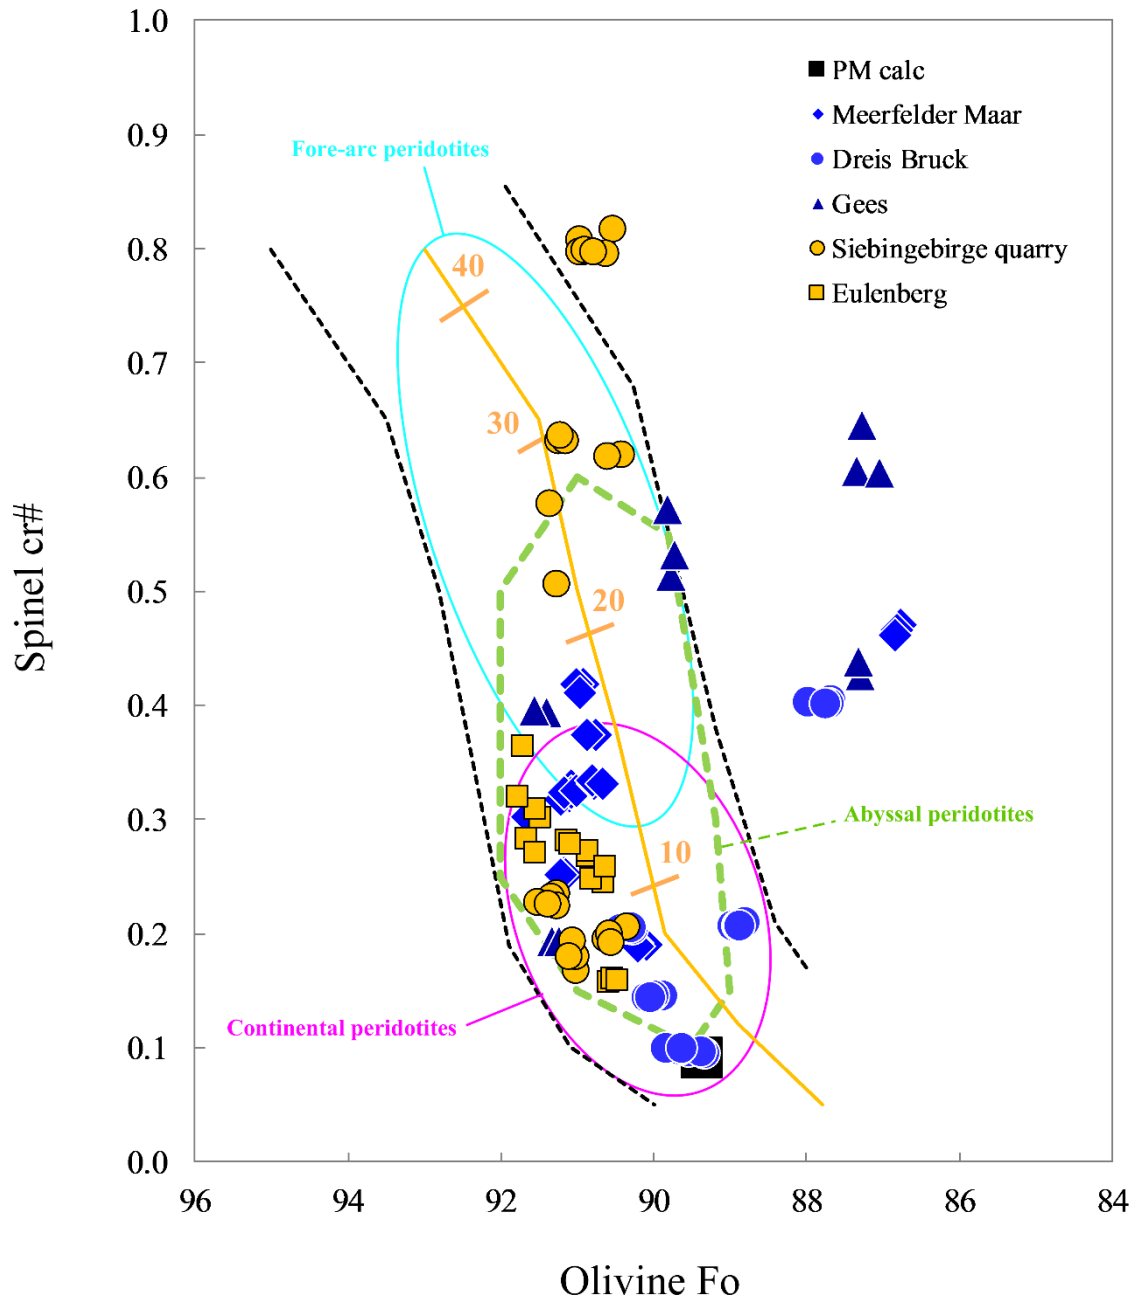 1.0
0.9
0.8
0.7
0.6
0.5
0.4
0.3
0.2
0.1
0.0
Spinel cr#
96
94
92
90
88
86
84
Olivine Fo
PM calc
Meerfelder Maar
Dreis Bruck
Gees
Siebingebirge quarry
Eulenberg
Fore-arc peridotites
40
30
20
10
Abyssal peridotites
Continental peridotites